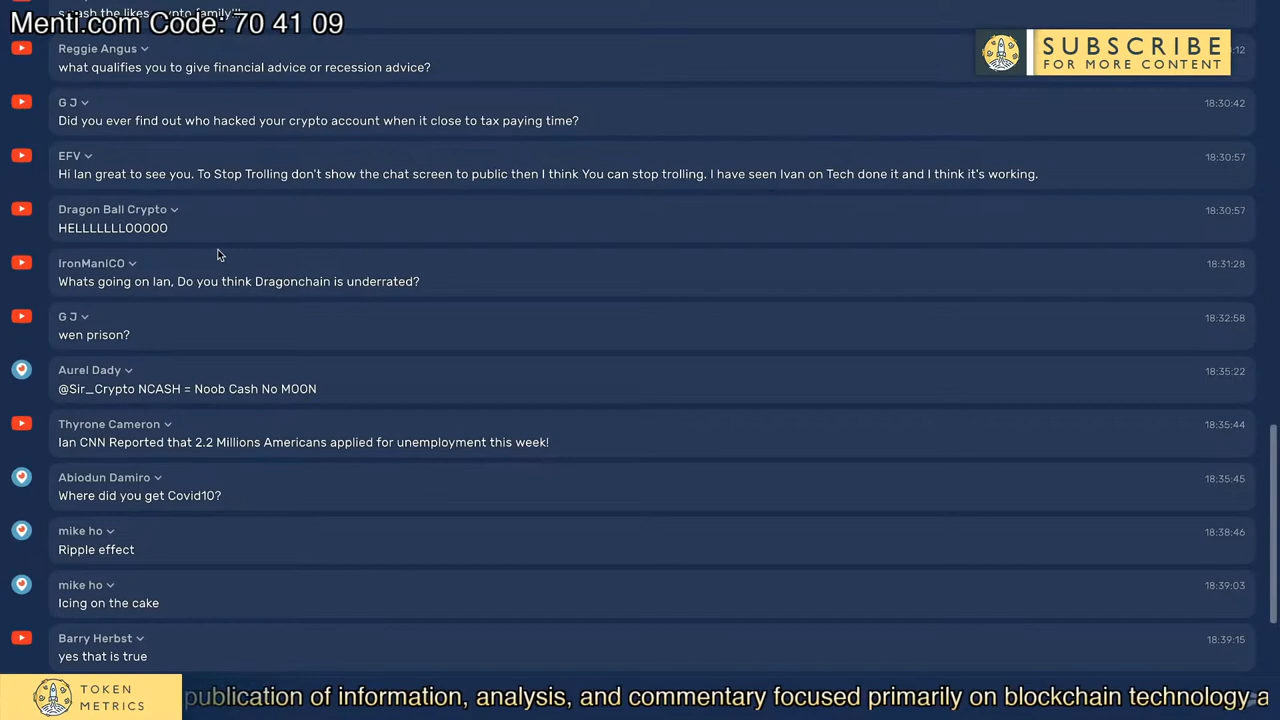 smash the likes crypto family!!
Menti.com Code: 70 41 09
Reggie Angus
:12
what qualifies you to give financial advice or recession advice?
SUBSCRIBE
FOR MORE CONTENT
G J
18:30:42
Did you ever find out who hacked your crypto account when it close to tax paying time?
EFV
18:30:57
Hi Ian great to see you. To Stop Trolling don't show the chat screen to public then I think You can stop trolling. I have seen Ivan on Tech done it and I think it's working.
Dragon Ball Crypto
18:30:57
HELLLLLLLOOOOO
IronManICO
18:31:28
Whats going on Ian, Do you think Dragonchain is underrated?
G J
18:32:58
wen prison?
Aurel Dady
18:35:22
@Sir_Crypto NCASH = Noob Cash No MOON
Thyrone Cameron
18:35:44
Ian CNN Reported that 2.2 Millions Americans applied for unemployment this week!
Abiodun Damiro
18:35:45
Where did you get Covid10?
mike ho
18:38:46
Ripple effect
mike ho
18:39:03
Icing on the cake
Barry Herbst
18:39:15
yes that is true
TOKEN
METRICS
publication of information, analysis, and commentary focused primarily on blockchain technology a